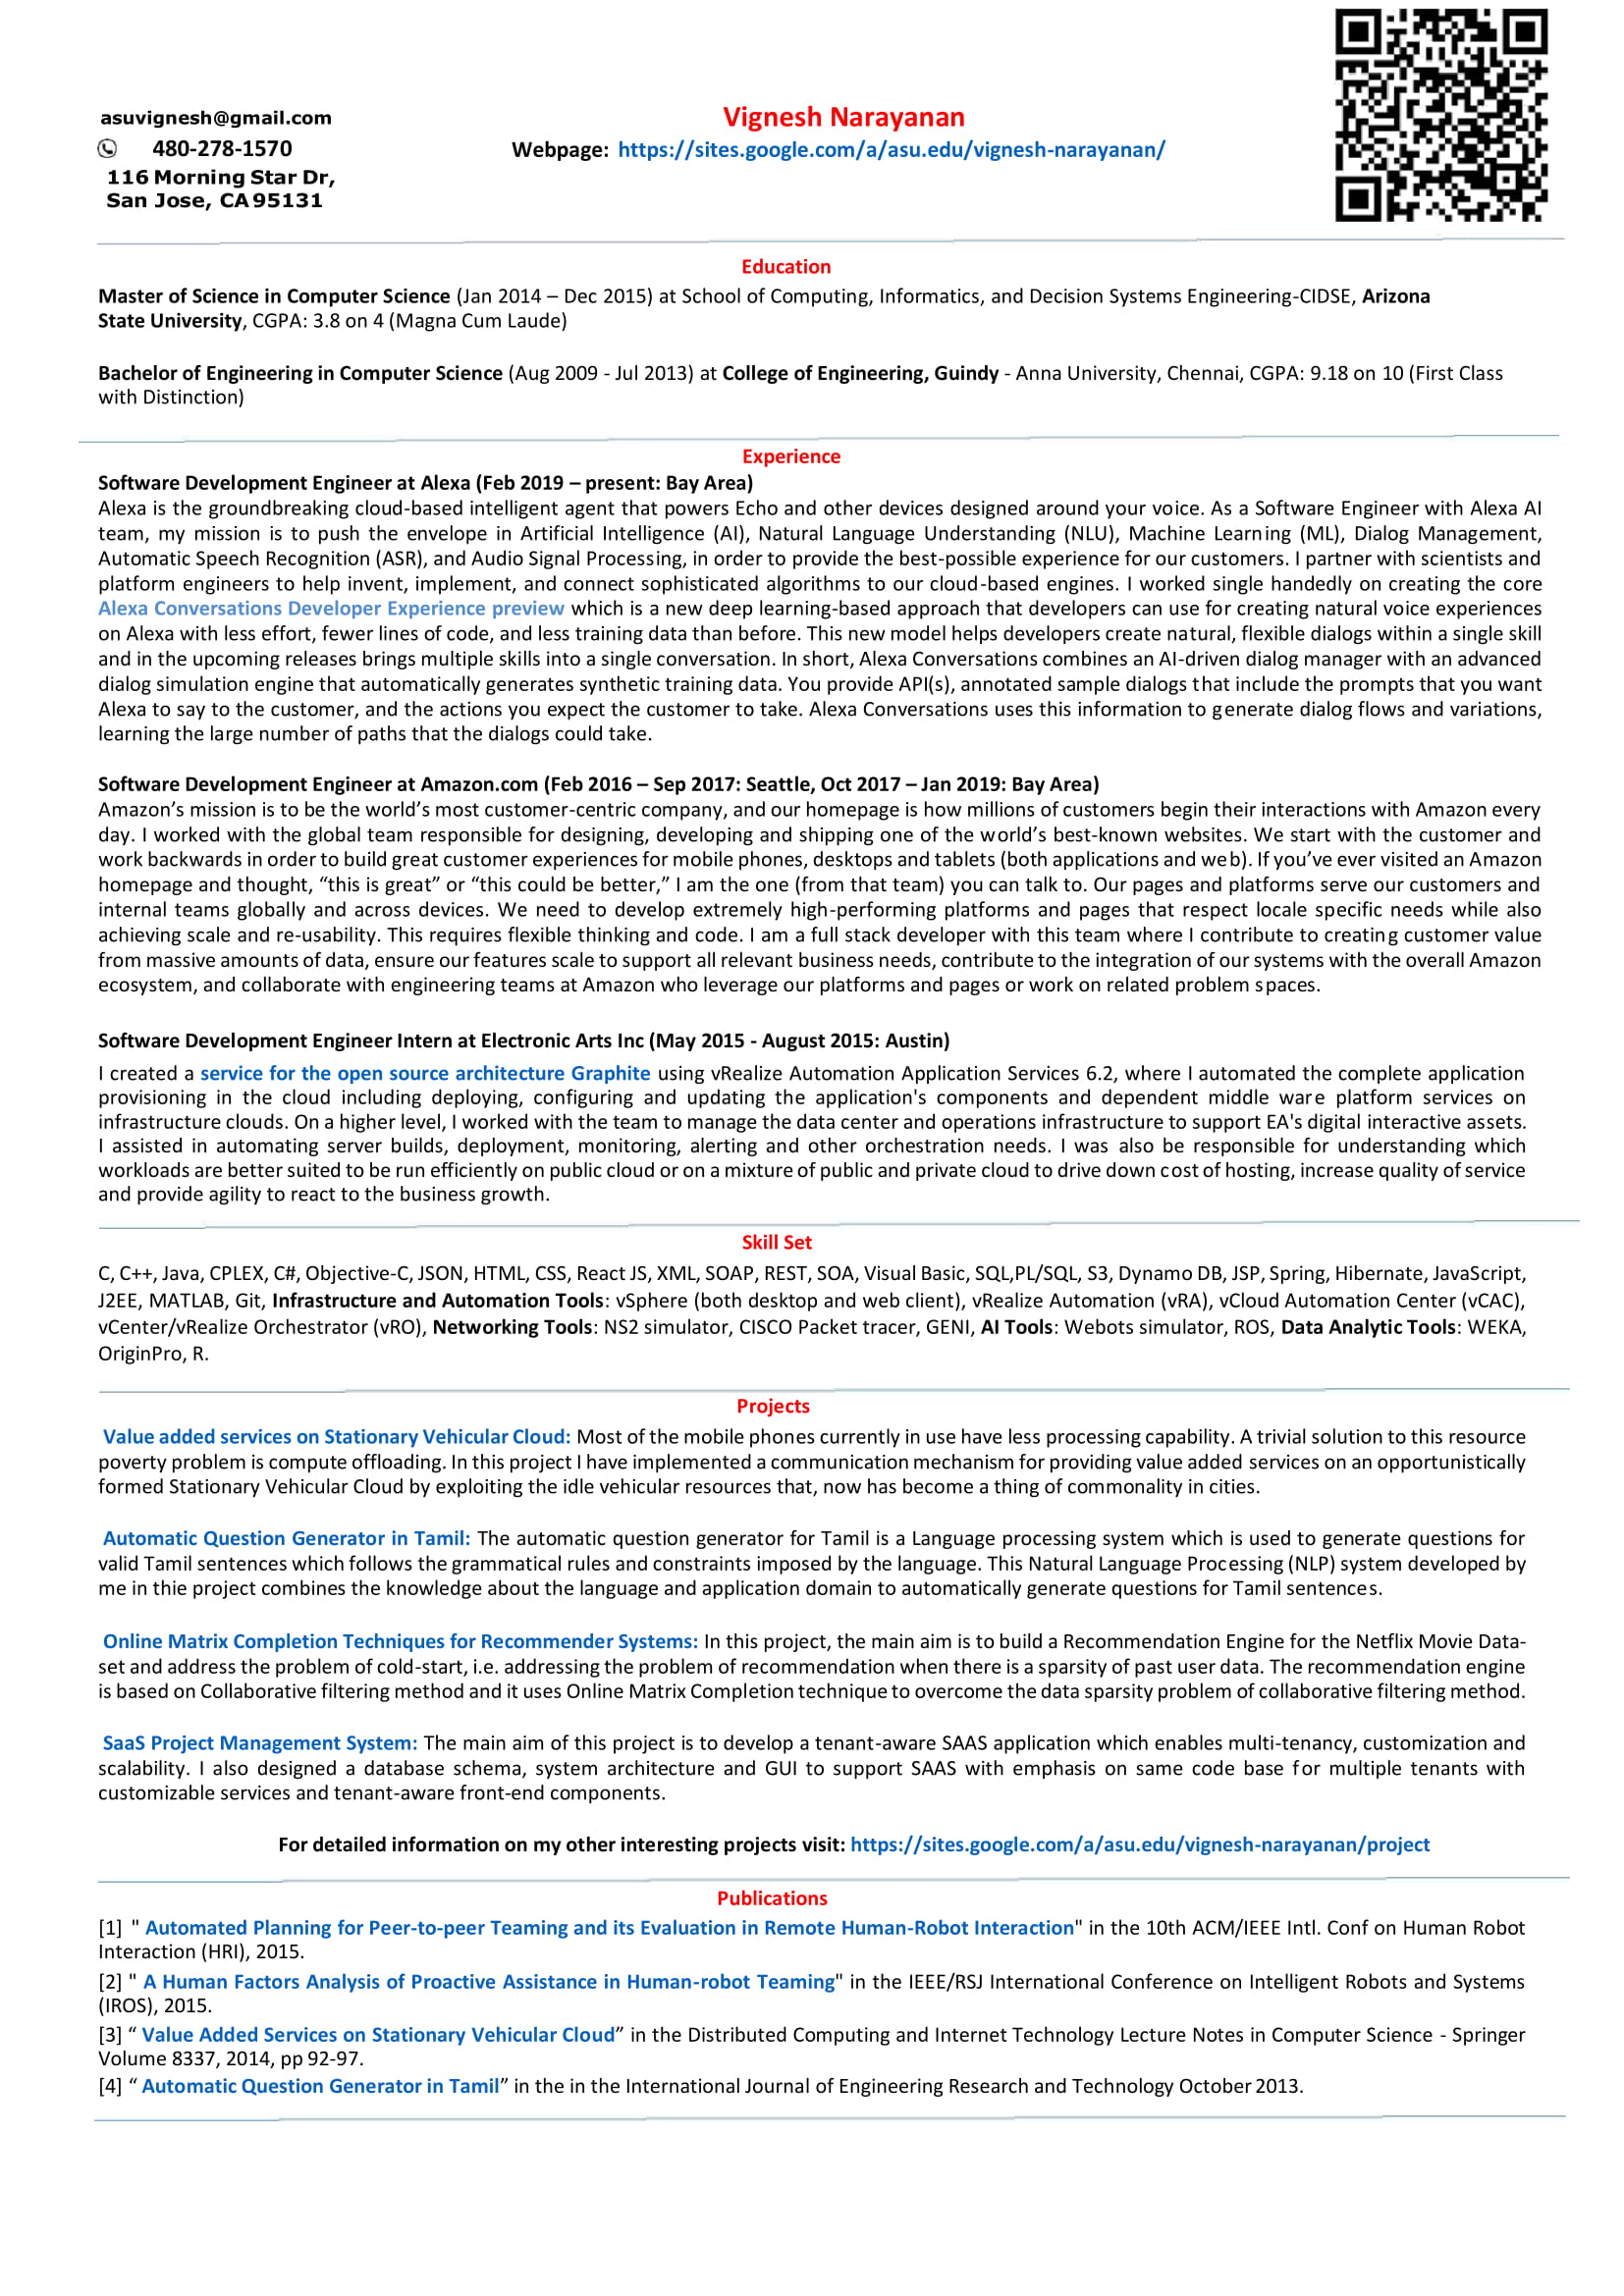 asuvignesh@gmail.com
480-278-1570
116 Morning Star Dr,
San Jose, CA 95131
Vignesh Narayanan
Webpage: https://sites.google.com/a/asu.edu/vignesh-narayanan/
Education
Master of Science in Computer Science (Jan 2014 – Dec 2015) at School of Computing, Informatics, and Decision Systems Engineering-CIDSE, Arizona
State University, CGPA: 3.8 on 4 (Magna Cum Laude)
Bachelor of Engineering in Computer Science (Aug 2009 - Jul 2013) at College of Engineering, Guindy - Anna University, Chennai, CGPA: 9.18 on 10 (First Class
with Distinction)
Experience
Software Development Engineer at Alexa (Feb 2019 – present: Bay Area)
Alexa is the groundbreaking cloud-based intelligent agent that powers Echo and other devices designed around your voice. As a Software Engineer with Alexa AI
team, my mission is to push the envelope in Artificial Intelligence (AI), Natural Language Understanding (NLU), Machine Learning (ML), Dialog Management,
Automatic Speech Recognition (ASR), and Audio Signal Processing, in order to provide the best-possible experience for our customers. I partner with scientists and
platform engineers to help invent, implement, and connect sophisticated algorithms to our cloud-based engines. I worked single handedly on creating the core
Alexa Conversations Developer Experience preview which is a new deep learning-based approach that developers can use for creating natural voice experiences
on Alexa with less effort, fewer lines of code, and less training data than before. This new model helps developers create natural, flexible dialogs within a single skill
and in the upcoming releases brings multiple skills into a single conversation. In short, Alexa Conversations combines an AI-driven dialog manager with an advanced
dialog simulation engine that automatically generates synthetic training data. You provide API(s), annotated sample dialogs that include the prompts that you want
Alexa to say to the customer, and the actions you expect the customer to take. Alexa Conversations uses this information to generate dialog flows and variations,
learning the large number of paths that the dialogs could take.
Software Development Engineer at Amazon.com (Feb 2016 – Sep 2017: Seattle, Oct 2017 – Jan 2019: Bay Area)
Amazon’s mission is to be the world’s most customer-centric company, and our homepage is how millions of customers begin their interactions with Amazon every
day. I worked with the global team responsible for designing, developing and shipping one of the world’s best-known websites. We start with the customer and
work backwards in order to build great customer experiences for mobile phones, desktops and tablets (both applications and web). If you’ve ever visited an Amazon
homepage and thought, “this is great” or “this could be better,” I am the one (from that team) you can talk to. Our pages and platforms serve our customers and
internal teams globally and across devices. We need to develop extremely high-performing platforms and pages that respect locale specific needs while also
achieving scale and re-usability. This requires flexible thinking and code. I am a full stack developer with this team where I contribute to creating customer value
from massive amounts of data, ensure our features scale to support all relevant business needs, contribute to the integration of our systems with the overall Amazon
ecosystem, and collaborate with engineering teams at Amazon who leverage our platforms and pages or work on related problem spaces.
Software Development Engineer Intern at Electronic Arts Inc (May 2015 - August 2015: Austin)
I created a service for the open source architecture Graphite using vRealize Automation Application Services 6.2, where I automated the complete application
provisioning in the cloud including deploying, configuring and updating the application's components and dependent middle ware platform services on
infrastructure clouds. On a higher level, I worked with the team to manage the data center and operations infrastructure to support EA's digital interactive assets.
I assisted in automating server builds, deployment, monitoring, alerting and other orchestration needs. I was also be responsible for understanding which
workloads are better suited to be run efficiently on public cloud or on a mixture of public and private cloud to drive down cost of hosting, increase quality of service
and provide agility to react to the business growth.
Skill Set
C, C++, Java, CPLEX, C#, Objective-C, JSON, HTML, CSS, React JS, XML, SOAP, REST, SOA, Visual Basic, SQL,PL/SQL, S3, Dynamo DB, JSP, Spring, Hibernate, JavaScript,
J2EE, MATLAB, Git, Infrastructure and Automation Tools: vSphere (both desktop and web client), vRealize Automation (vRA), vCloud Automation Center (vCAC),
vCenter/vRealize Orchestrator (vRO), Networking Tools: NS2 simulator, CISCO Packet tracer, GENI, AI Tools: Webots simulator, ROS, Data Analytic Tools: WEKA,
OriginPro, R.
Projects
Value added services on Stationary Vehicular Cloud: Most of the mobile phones currently in use have less processing capability. A trivial solution to this resource
poverty problem is compute offloading. In this project I have implemented a communication mechanism for providing value added services on an opportunistically
formed Stationary Vehicular Cloud by exploiting the idle vehicular resources that, now has become a thing of commonality in cities.
Automatic Question Generator in Tamil: The automatic question generator for Tamil is a Language processing system which is used to generate questions for
valid Tamil sentences which follows the grammatical rules and constraints imposed by the language. This Natural Language Processing (NLP) system developed by
me in thie project combines the knowledge about the language and application domain to automatically generate questions for Tamil sentences.
Online Matrix Completion Techniques for Recommender Systems: In this project, the main aim is to build a Recommendation Engine for the Netflix Movie Data-
set and address the problem of cold-start, i.e. addressing the problem of recommendation when there is a sparsity of past user data. The recommendation engine
is based on Collaborative filtering method and it uses Online Matrix Completion technique to overcome the data sparsity problem of collaborative filtering method.
SaaS Project Management System: The main aim of this project is to develop a tenant-aware SAAS application which enables multi-tenancy, customization and
scalability. I also designed a database schema, system architecture and GUI to support SAAS with emphasis on same code base for multiple tenants with
customizable services and tenant-aware front-end components.
For detailed information on my other interesting projects visit: https://sites.google.com/a/asu.edu/vignesh-narayanan/project
Publications
[1] " Automated Planning for Peer-to-peer Teaming and its Evaluation in Remote Human-Robot Interaction" in the 10th ACM/IEEE Intl. Conf on Human Robot
Interaction (HRI), 2015.
[2] " A Human Factors Analysis of Proactive Assistance in Human-robot Teaming" in the IEEE/RSJ International Conference on Intelligent Robots and Systems
(IROS), 2015.
[3] “ Value Added Services on Stationary Vehicular Cloud” in the Distributed Computing and Internet Technology Lecture Notes in Computer Science - Springer
Volume 8337, 2014, pp 92-97.
[4] “ Automatic Question Generator in Tamil” in the in the International Journal of Engineering Research and Technology October 2013.